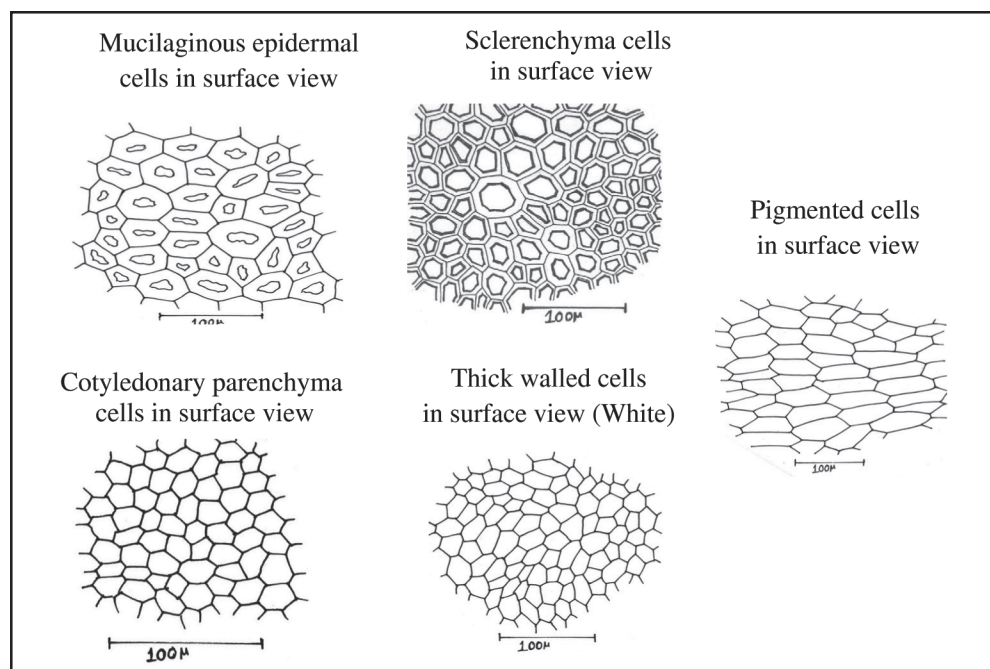 Mucilaginous epidermal
cells in surface view
100µ
Sclerenchyma cells
in surface view
100µ
Pigmented cells
in surface view
100µ
Cotyledonary parenchyma
cells in surface view
100µ
Thick walled cells
in surface view (White)
100µ